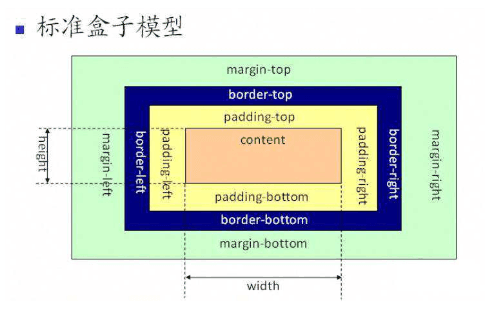 标准盒子模型
margin-top
border-top
padding-top
content
height
margin-left
border-left
padding-left
padding-right
border-right
margin-right
padding-bottom
border-bottom
margin-bottom
width